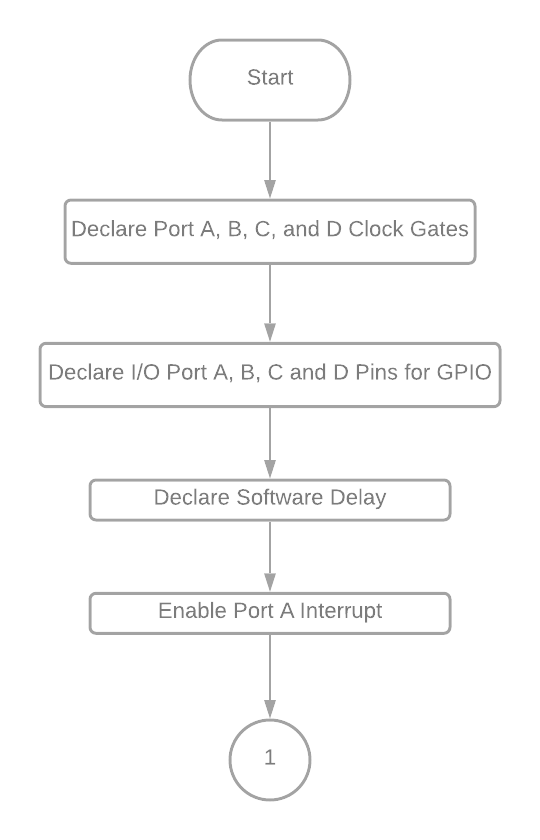 Start
Declare Port A, B, C, and D Clock Gates
Declare I/O Port A, B, C and D Pins for GPIO
Declare Software Delay
Enable Port A Interrupt
1